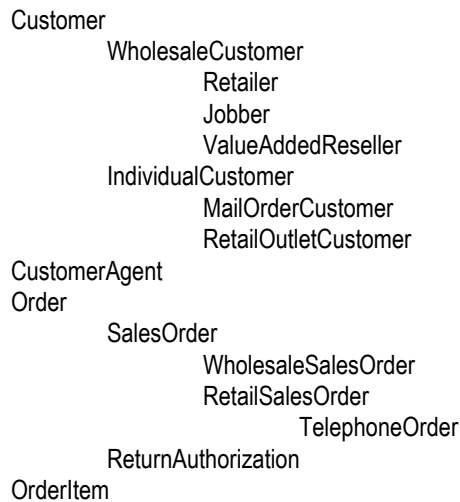 Customer
WholesaleCustomer
Retailer
Jobber
ValueAddedReseller
IndividualCustomer
MailOrderCustomer
RetailOutletCustomer
CustomerAgent
Order
SalesOrder
WholesaleSalesOrder
RetailSalesOrder
TelephoneOrder
ReturnAuthorization
OrderItem